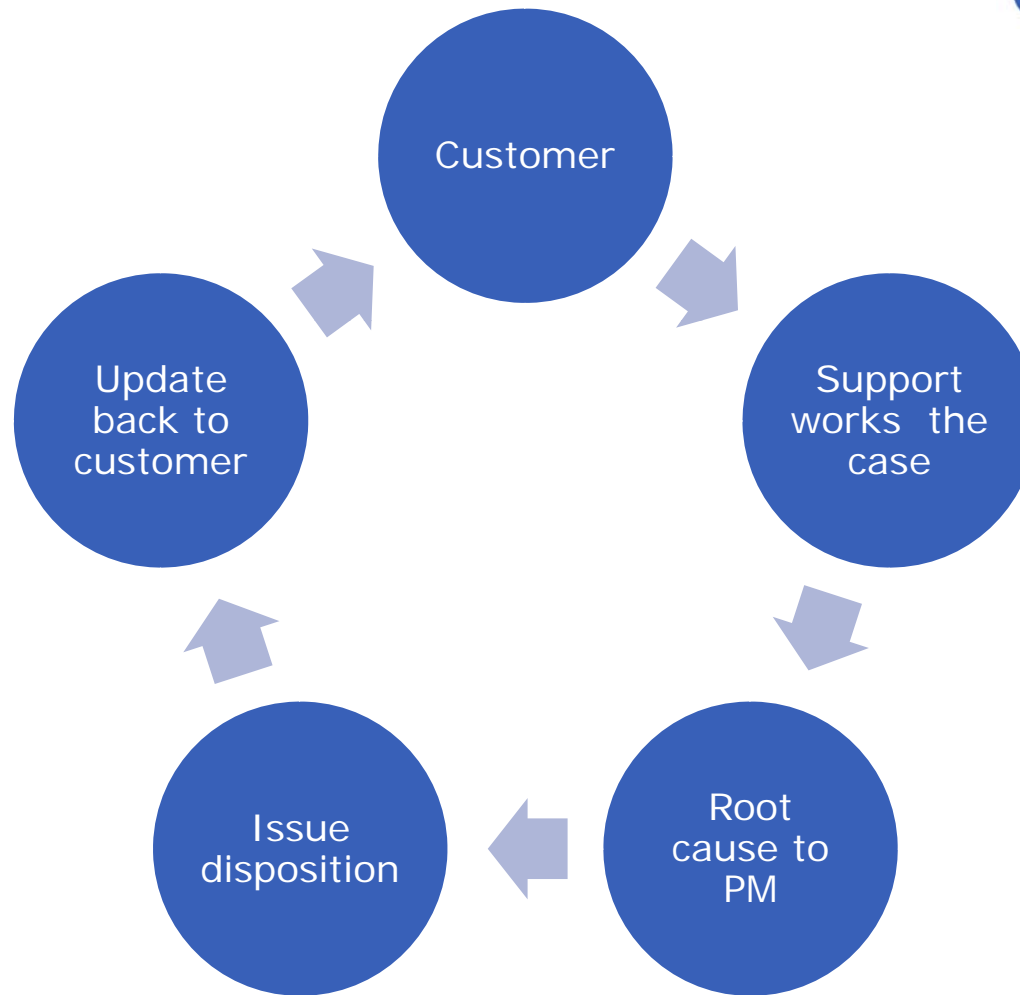 Customer
Support
works  the
case
Root
cause to
PM
Issue
disposition
Update
back to
customer